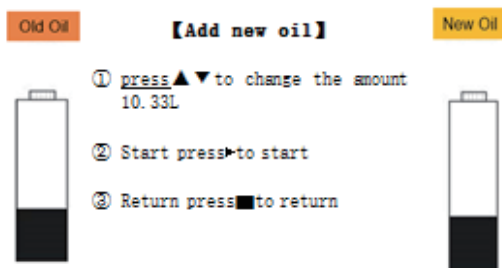 Old Oil
【Add new oil】
New Oil
① press▲▼to change the amount
10.33L
② Start press▶to start
③ Return press■to return